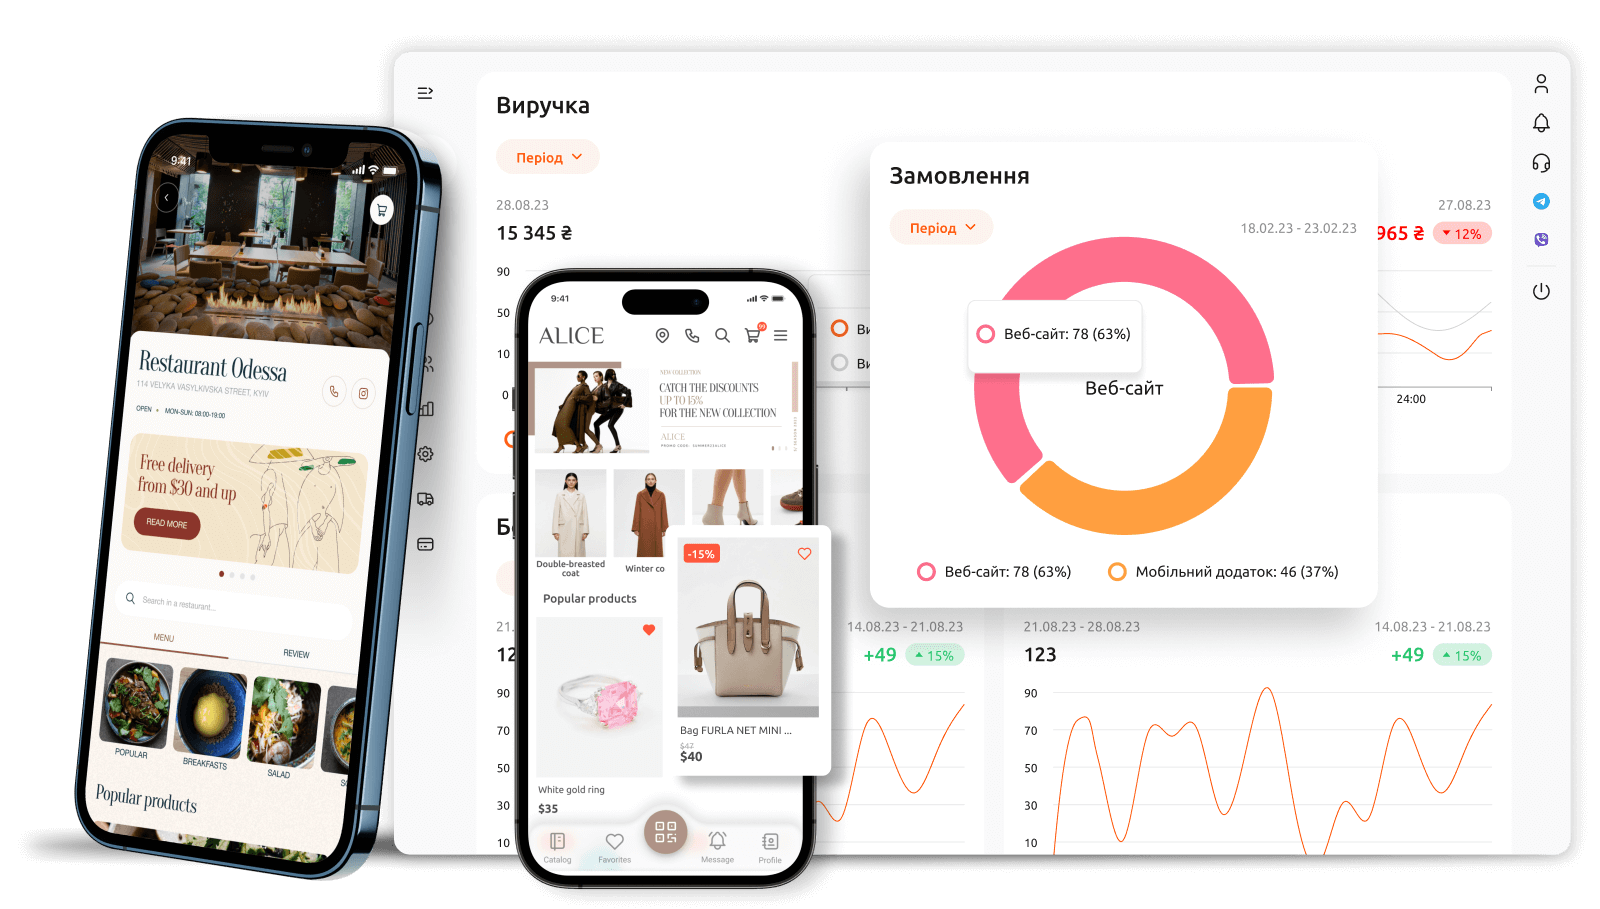 9:41
Restaurant Odessa
114 VELYKA VASYLKIVSKA STREET, KYIV
OPEN • MON-SUN: 08:00-19:00
Free delivery
from $30 and up
READ MORE
Search in a restaurant...
MENU
REVIEW
POPULAR
BREAKFASTS
SALAD
Popular products
Виручка
Період
28.08.23
15 345 ₴
27.08.23
965 ₴
12%
90
50
10
0
24:00
9:41
ALICE
NEW COLLECTION
CATCH THE DISCOUNTS
UP TO 15%
FOR THE NEW COLLECTION
ALICE
Double-breasted
coat
Winter co
Popular products
White gold ring
$35
-15%
Bag FURLA NET MINI ...
$47
$40
Catalog
Favorites
Message
Profile
Замовлення
Період
18.02.23 - 23.02.23
Веб-сайт: 78 (63%)
Веб-сайт
Веб-сайт: 78 (63%)
Мобільний додаток: 46 (37%)
21.
12
14.08.23 - 21.08.23
+49
15%
90
70
50
30
10
21.08.23 - 28.08.23
123
14.08.23 - 21.08.23
+49
15%
90
70
50
30
10